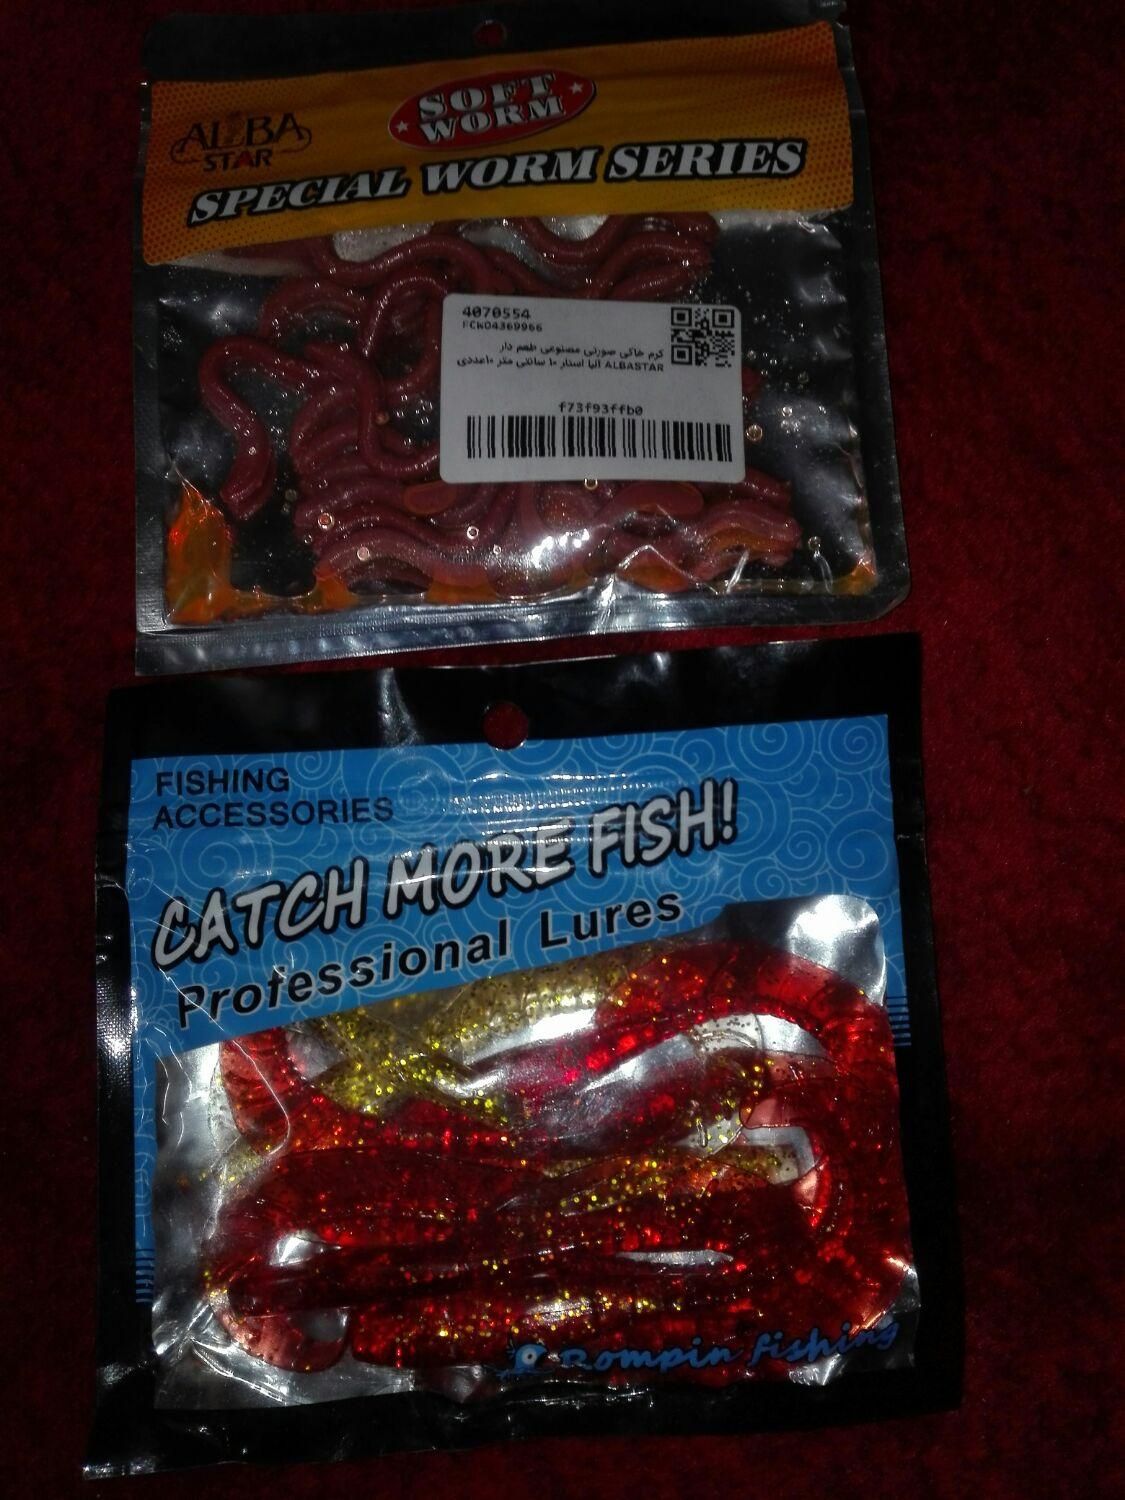 ALBA
STAR
SOFT
WORM
SPECIAL WORM SERIES
4070554
FCW04369966
کرم خاکی صورتی مصنوعی طعم دار
ALBASTAR آلبا استار ۱۰ سانتی متر ۱۰عددی
f73f93ffb0
FISHING
ACCESSORIES
CATCH MORE FISH!
Professional Lures
Rompin fishing